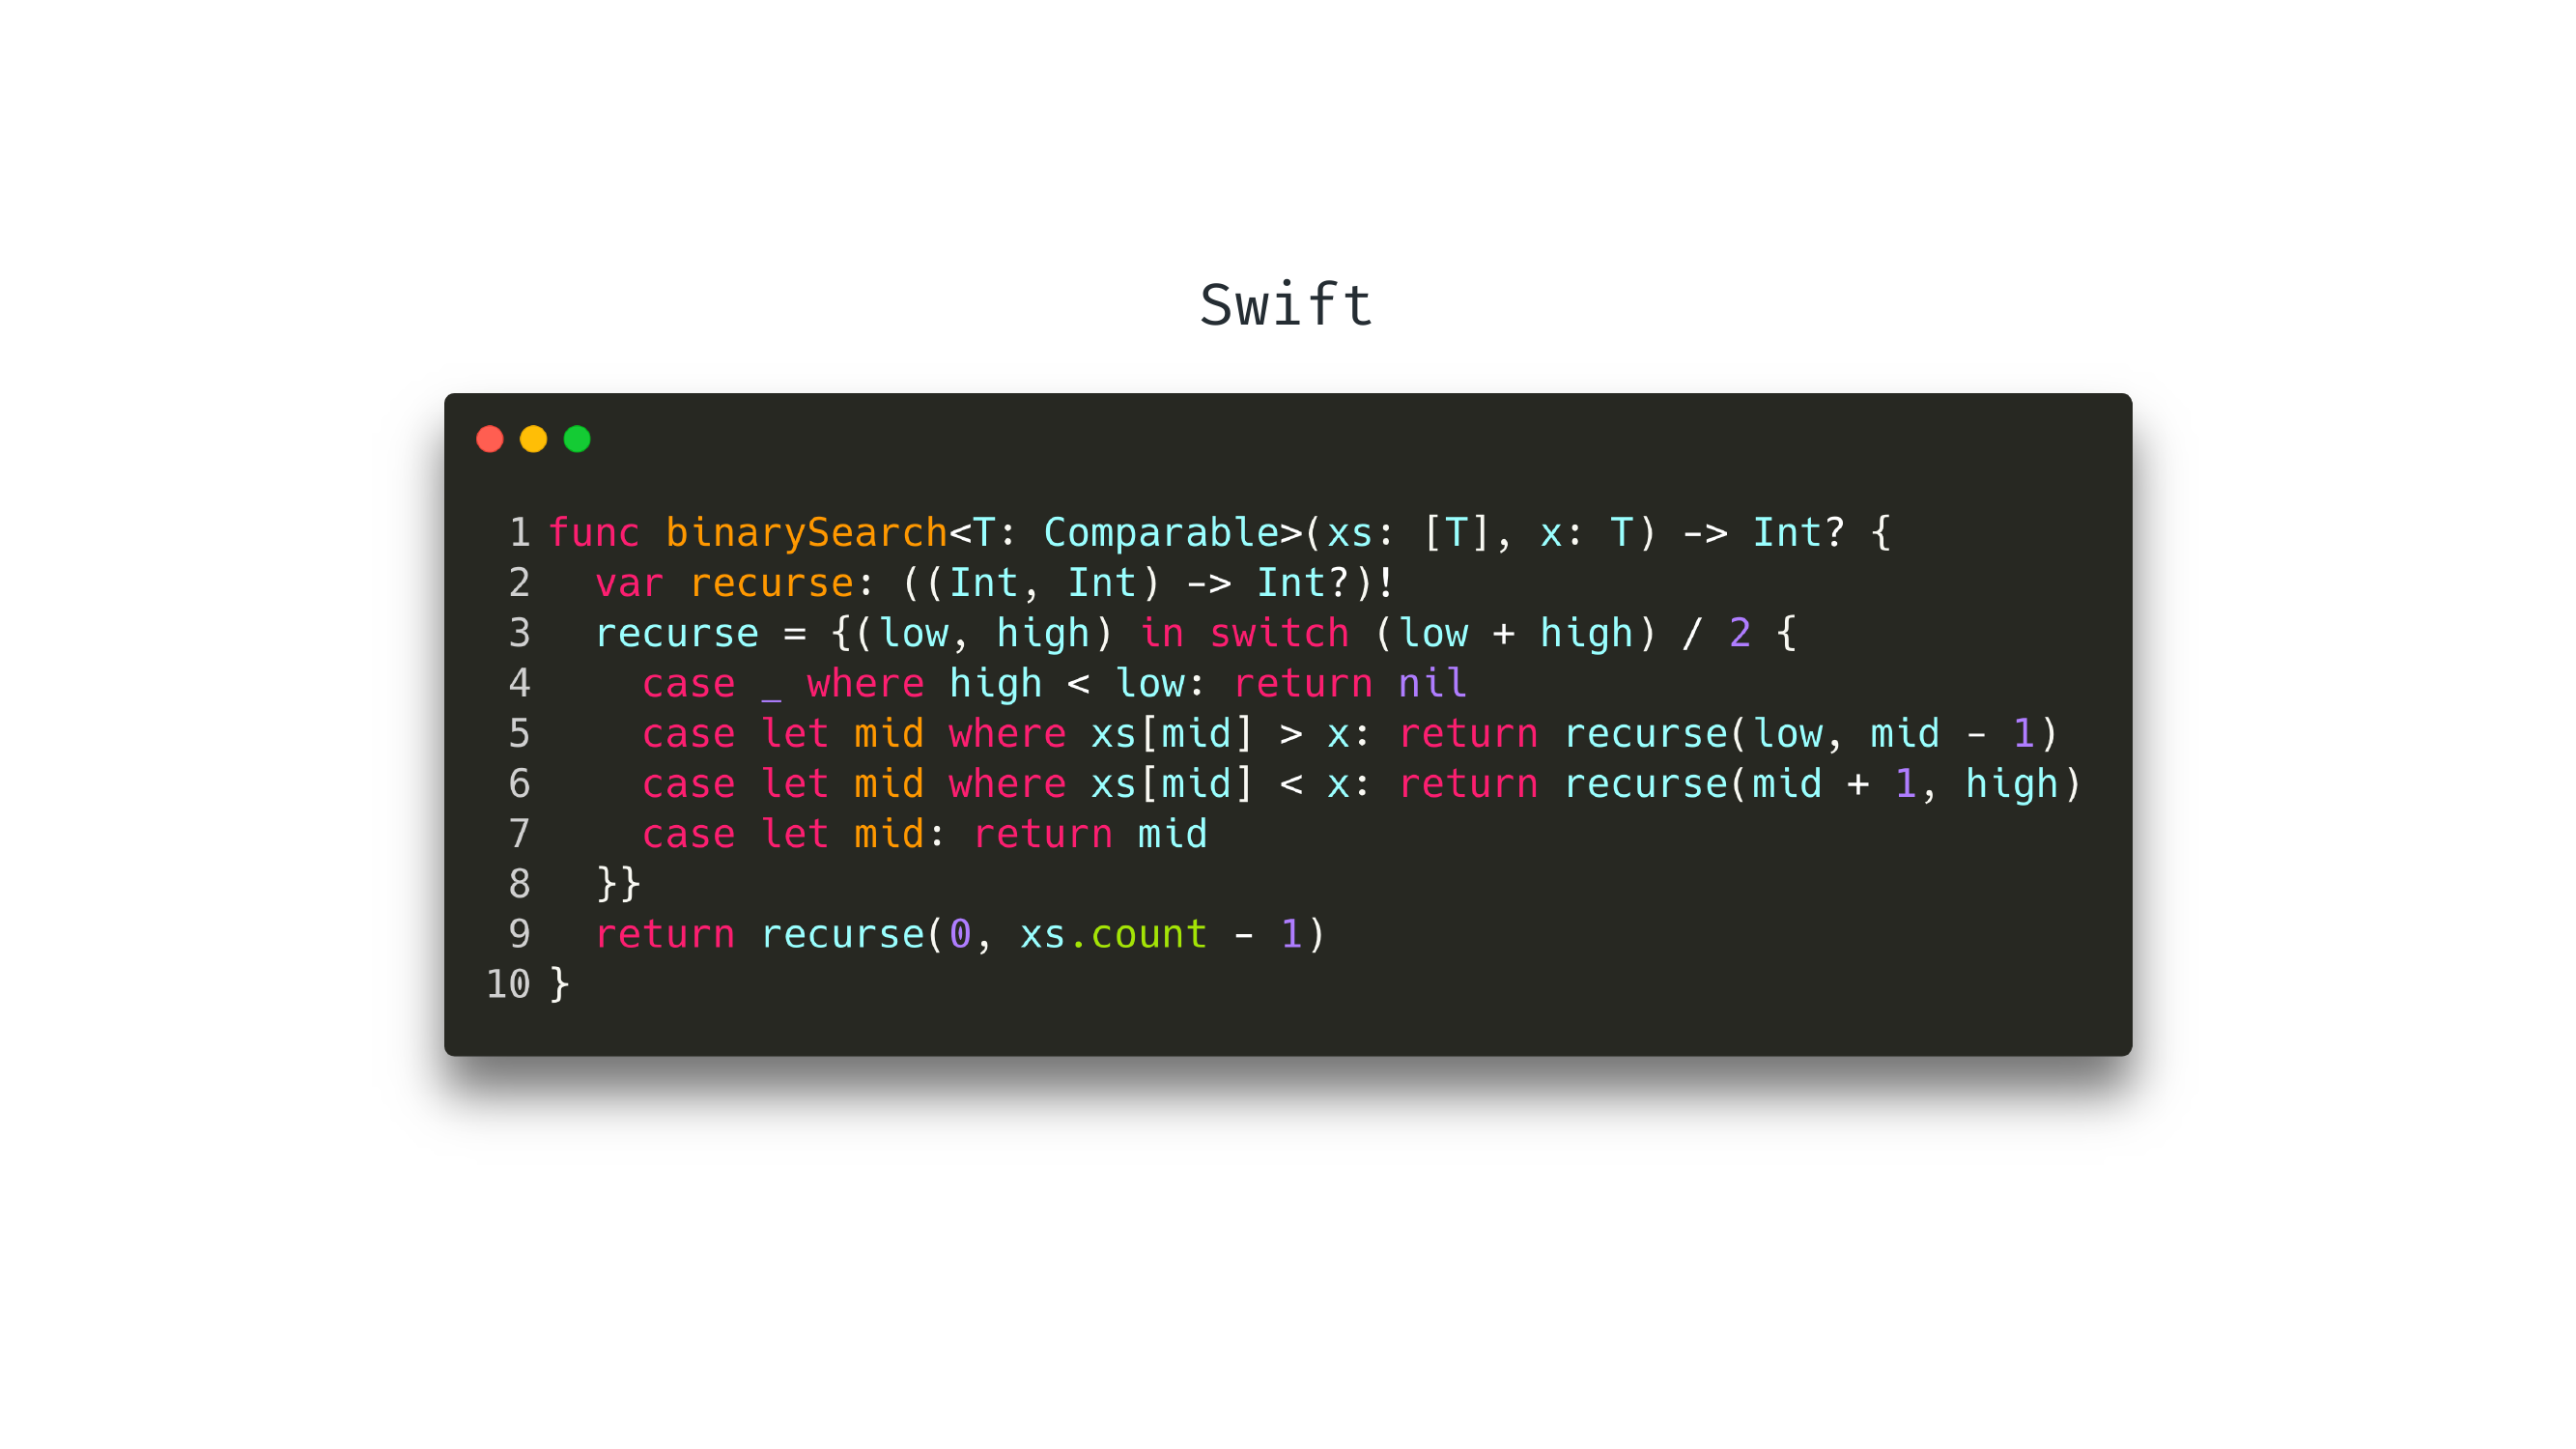 Swift
1 func binarySearch<T: Comparable>(xs: [T], x: T) -> Int? {
2   var recurse: ((Int, Int) -> Int?)!
3   recurse = {(low, high) in switch (low + high) / 2 {
4     case _ where high < low: return nil
5     case let mid where xs[mid] > x: return recurse(low, mid - 1)
6     case let mid where xs[mid] < x: return recurse(mid + 1, high)
7     case let mid: return mid
8   }}
9   return recurse(0, xs.count - 1)
10 }